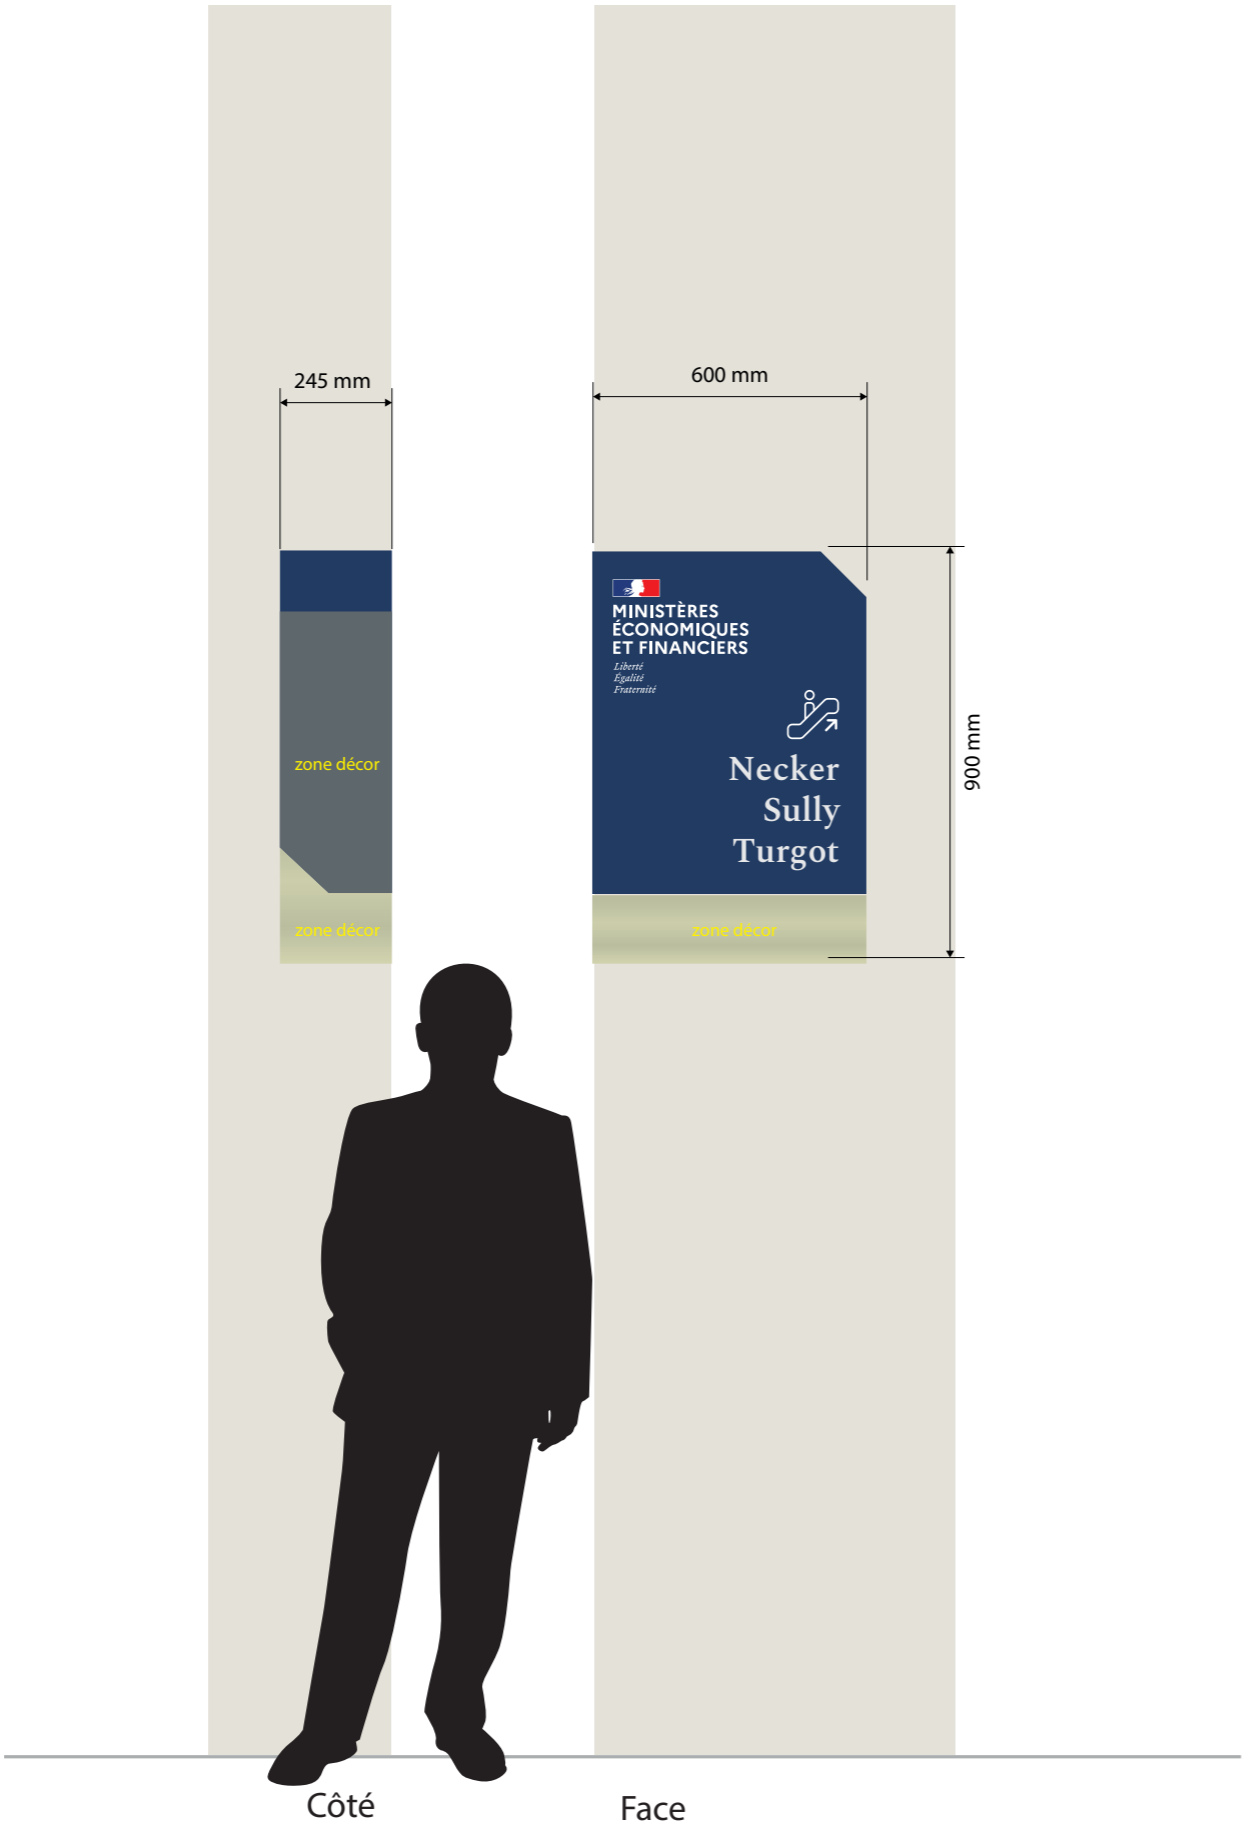 245 mm
600 mm
MINISTÈRES
ÉCONOMIQUES
ET FINANCIERS
Liberté
Égalité
Fraternité
Necker
Sully
Turgot
900 mm
zone décor
zone décor
zone décor
Côté
Face